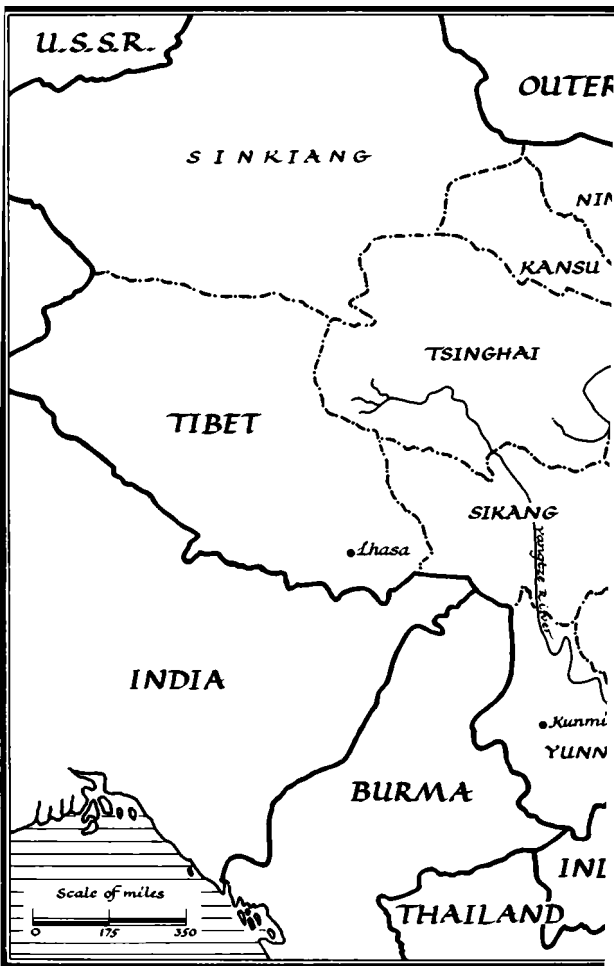 U.S.S.R.
OUTER
SINKIANG
NIN
KANSU
TSINGHAI
TIBET
SIKANG
Lhasa
Yangtze River
INDIA
Kunmi
YUNN
BURMA
INL
Scale of miles
THAILAND
0 175 350